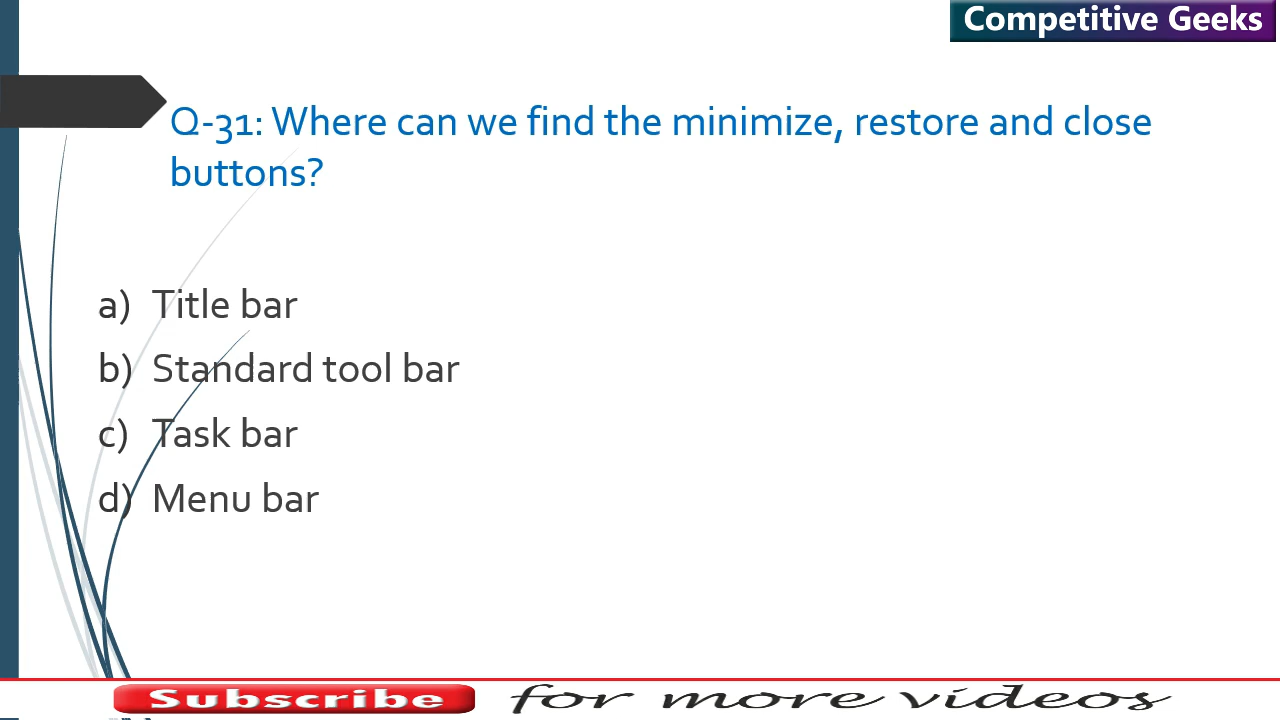 Competitive Geeks
Q-31: Where can we find the minimize, restore and close
buttons?
a) Title bar
b) Standard tool bar
c) Task bar
d) Menu bar
Subscribe for more videos